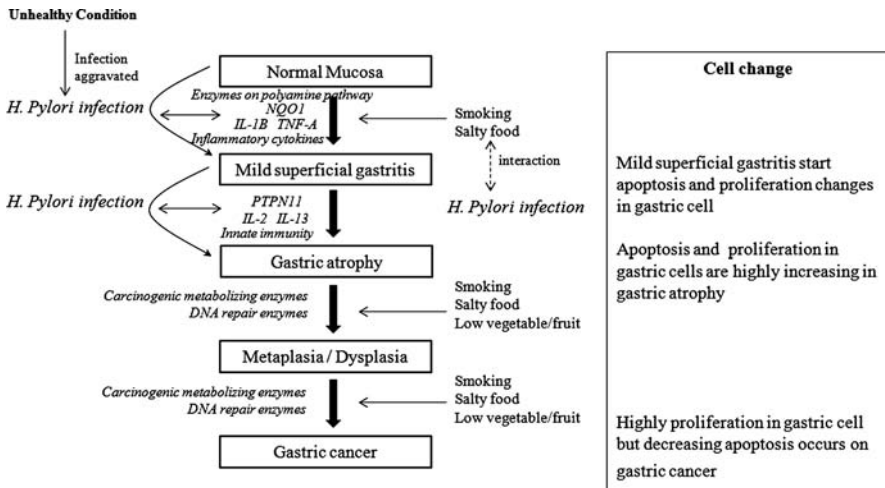 Unhealthy Condition
Infection
aggravated
H. Pylori infection
Normal Mucosa
Enzymes on polyamine pathway
NQO1
IL-1B TNF-A
Inflammatory cytokines
Smoking
Salty food
interaction
H. Pylori infection
Mild superficial gastritis
H. Pylori infection
PTPN11
IL-2 IL-13
Innate immunity
Gastric atrophy
Carcinogenic metabolizing enzymes
DNA repair enzymes
Smoking
Salty food
Low vegetable/fruit
Metaplasia / Dysplasia
Carcinogenic metabolizing enzymes
DNA repair enzymes
Smoking
Salty food
Low vegetable/fruit
Gastric cancer
Cell change
Mild superficial gastritis start
apoptosis and proliferation changes
in gastric cell
Apoptosis and proliferation in
gastric cells are highly increasing in
gastric atrophy
Highly proliferation in gastric cell
but decreasing apoptosis occurs on
gastric cancer